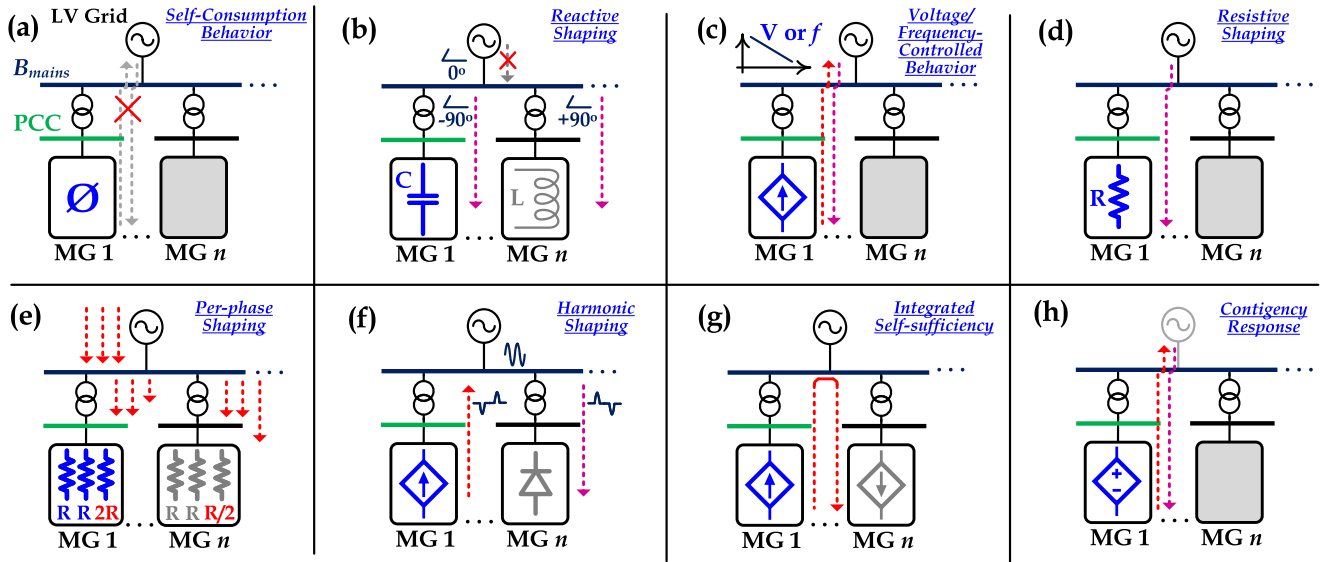 (a)
LV Grid
Self-Consumption
Behavior
B_mains
PCC
Ø
MG 1
...
MG n
(b)
Reactive
Shaping
0°
-90°
+90°
C
L
MG 1
...
MG n
(c)
V or f
Voltage/
Frequency-
Controlled
Behavior
MG 1
...
MG n
(d)
Resistive
Shaping
R
MG 1
...
MG n
(e)
Per-phase
Shaping
R R 2R
R R R/2
MG 1
...
MG n
(f)
Harmonic
Shaping
MG 1
...
MG n
(g)
Integrated
Self-sufficiency
MG 1
...
MG n
(h)
Contigency
Response
+
−
MG 1
...
MG n